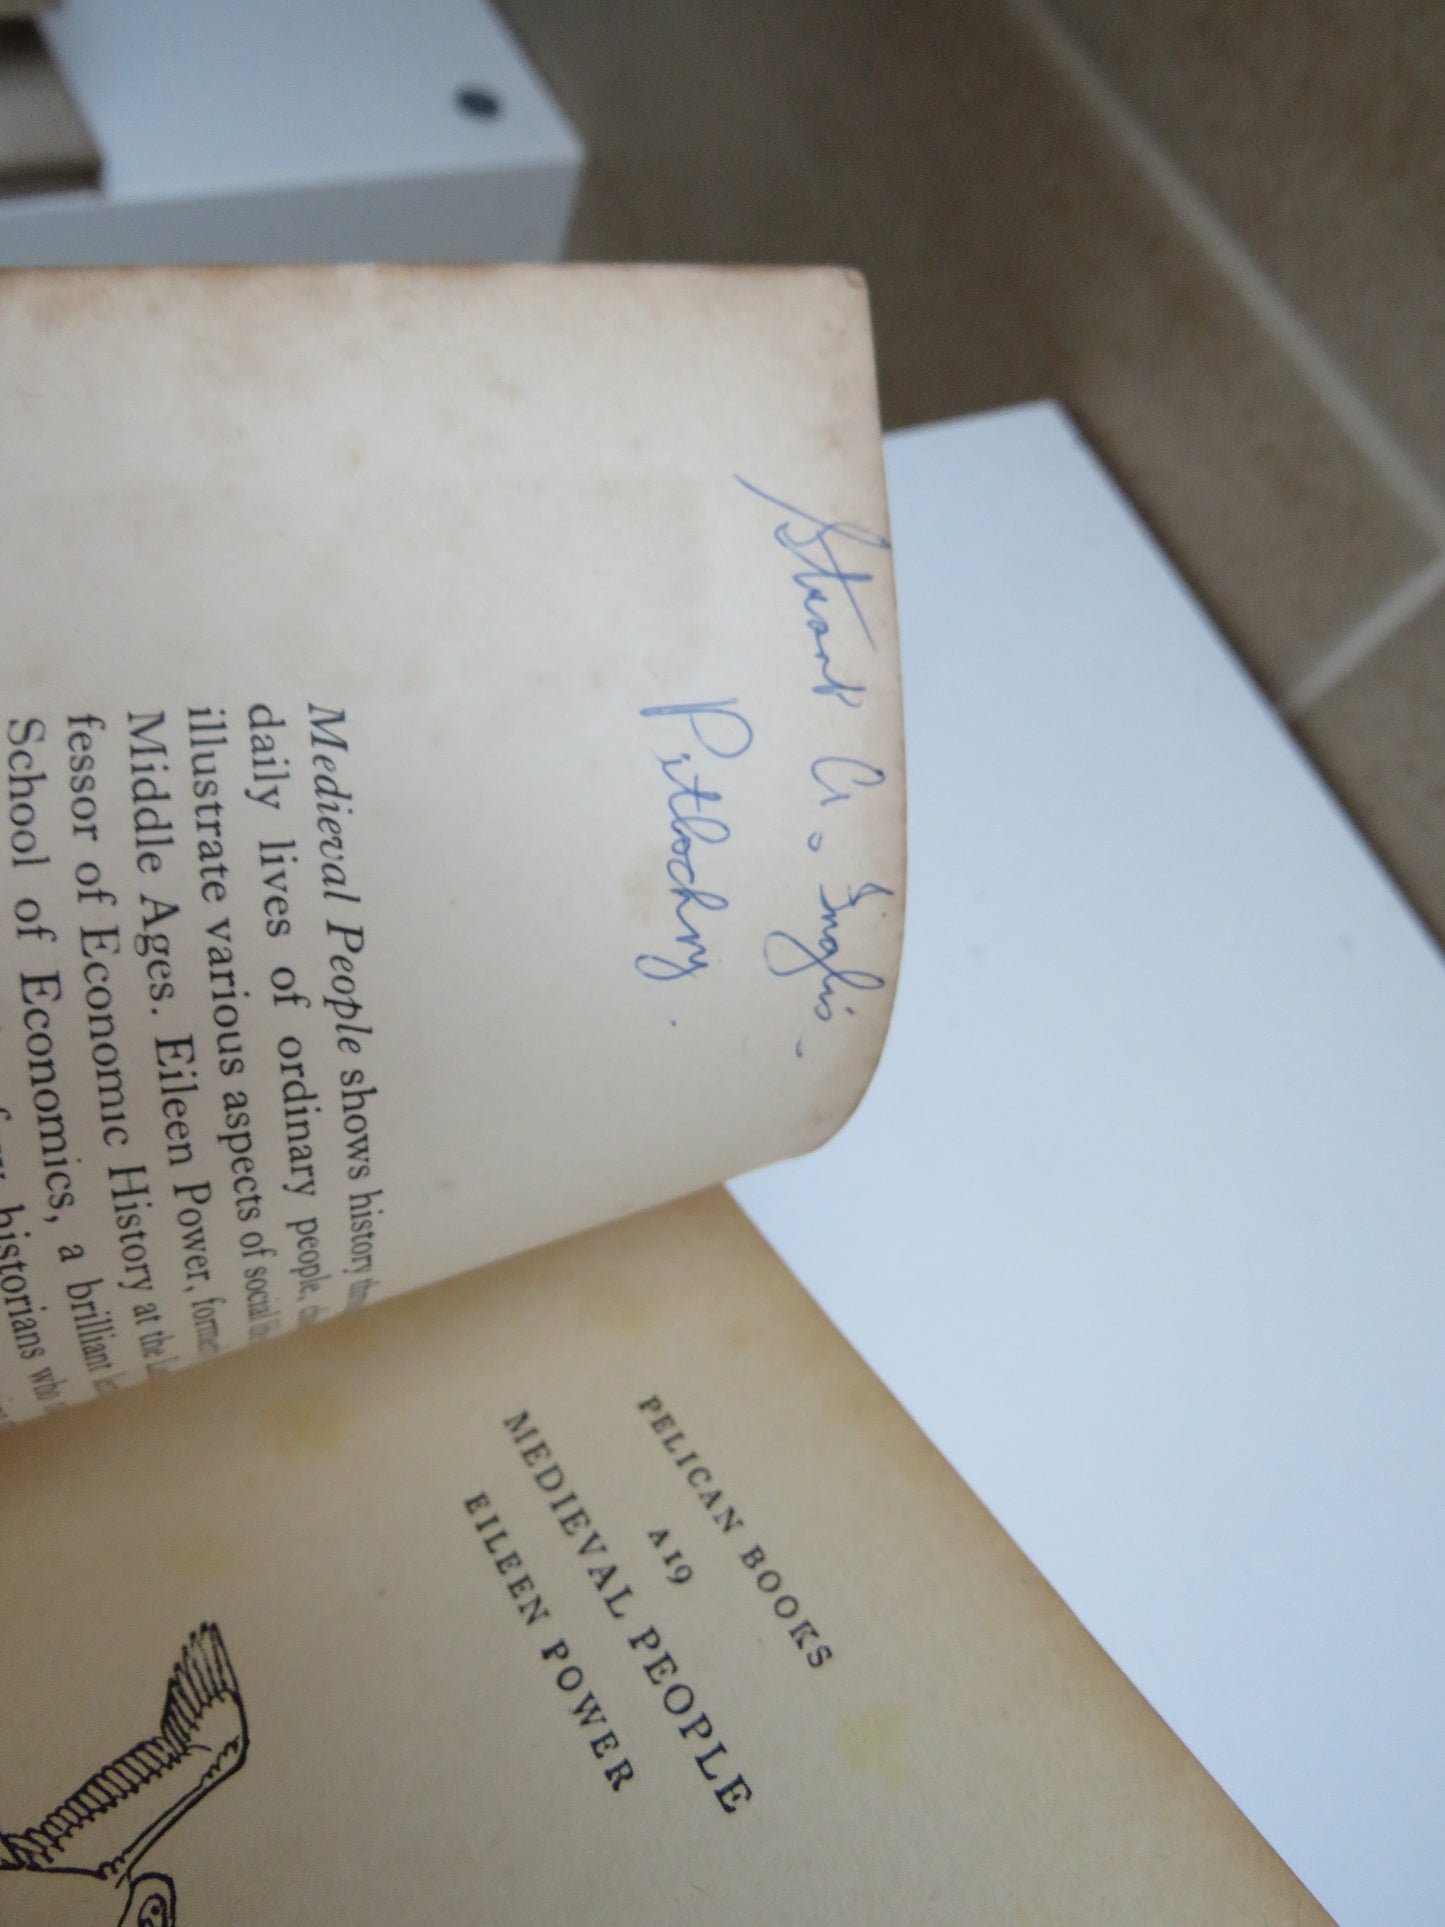 Stuart G. Inglis.
Pitlochry.
Medieval People shows history
daily lives of ordinary people,
illustrate various aspects of social
Middle Ages. Eileen Power,
fessor of Economic History at the
School of Economics, a brilliant
historians who
PELICAN BOOKS
A19
MEDIEVAL PEOPLE
EILEEN POWER